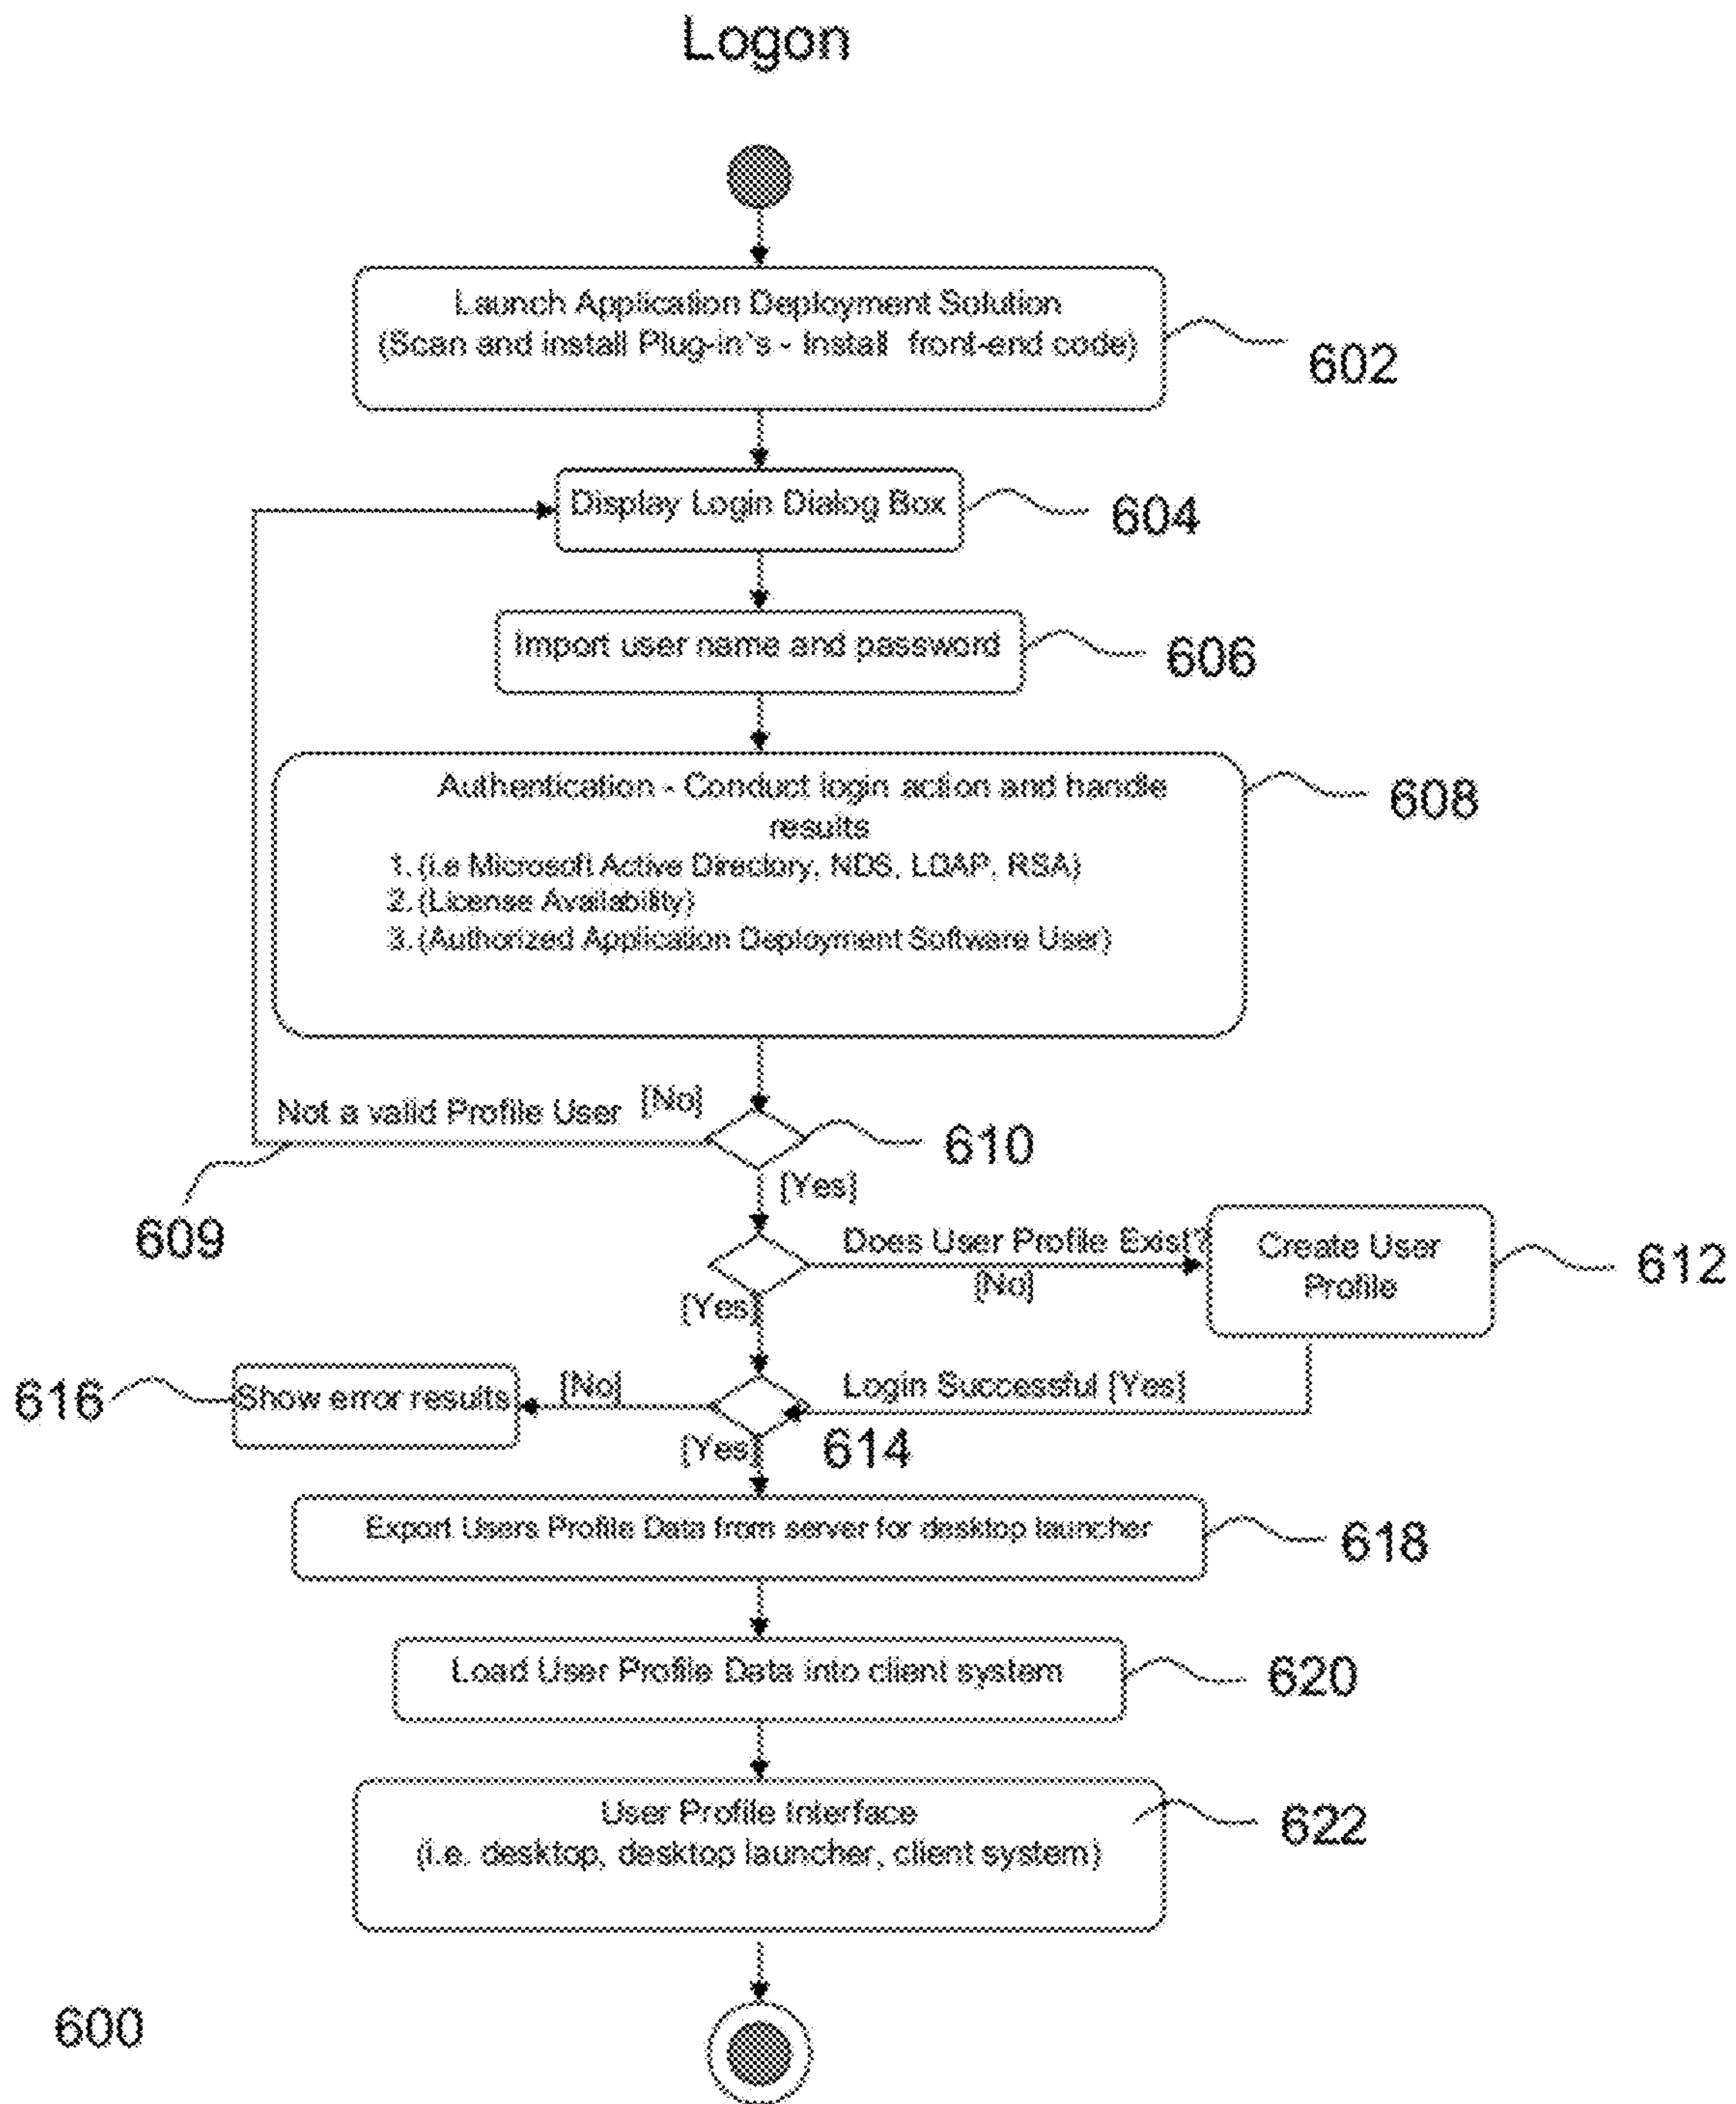 Logon
Launch Application Deployment Solution
(Scan and install Plug-in's - Install front-end code)
602
Display Login Dialog Box
604
Import user name and password
606
Authentication - Conduct login action and handle
results
1. (i.e Microsoft Active Directory, NDS, LDAP, RSA)
2. (License Availability)
3. (Authorized Application Deployment Software User)
608
Not a valid Profile User
[No]
610
[Yes]
609
Does User Profile Exist?
[No]
Create User
Profile
612
[Yes]
616
Show error results
[No]
Login Successful [Yes]
[Yes]
614
Export Users Profile Data from server for desktop launcher
618
Load User Profile Data into client system
620
User Profile Interface
(i.e. desktop, desktop launcher, client system)
622
600